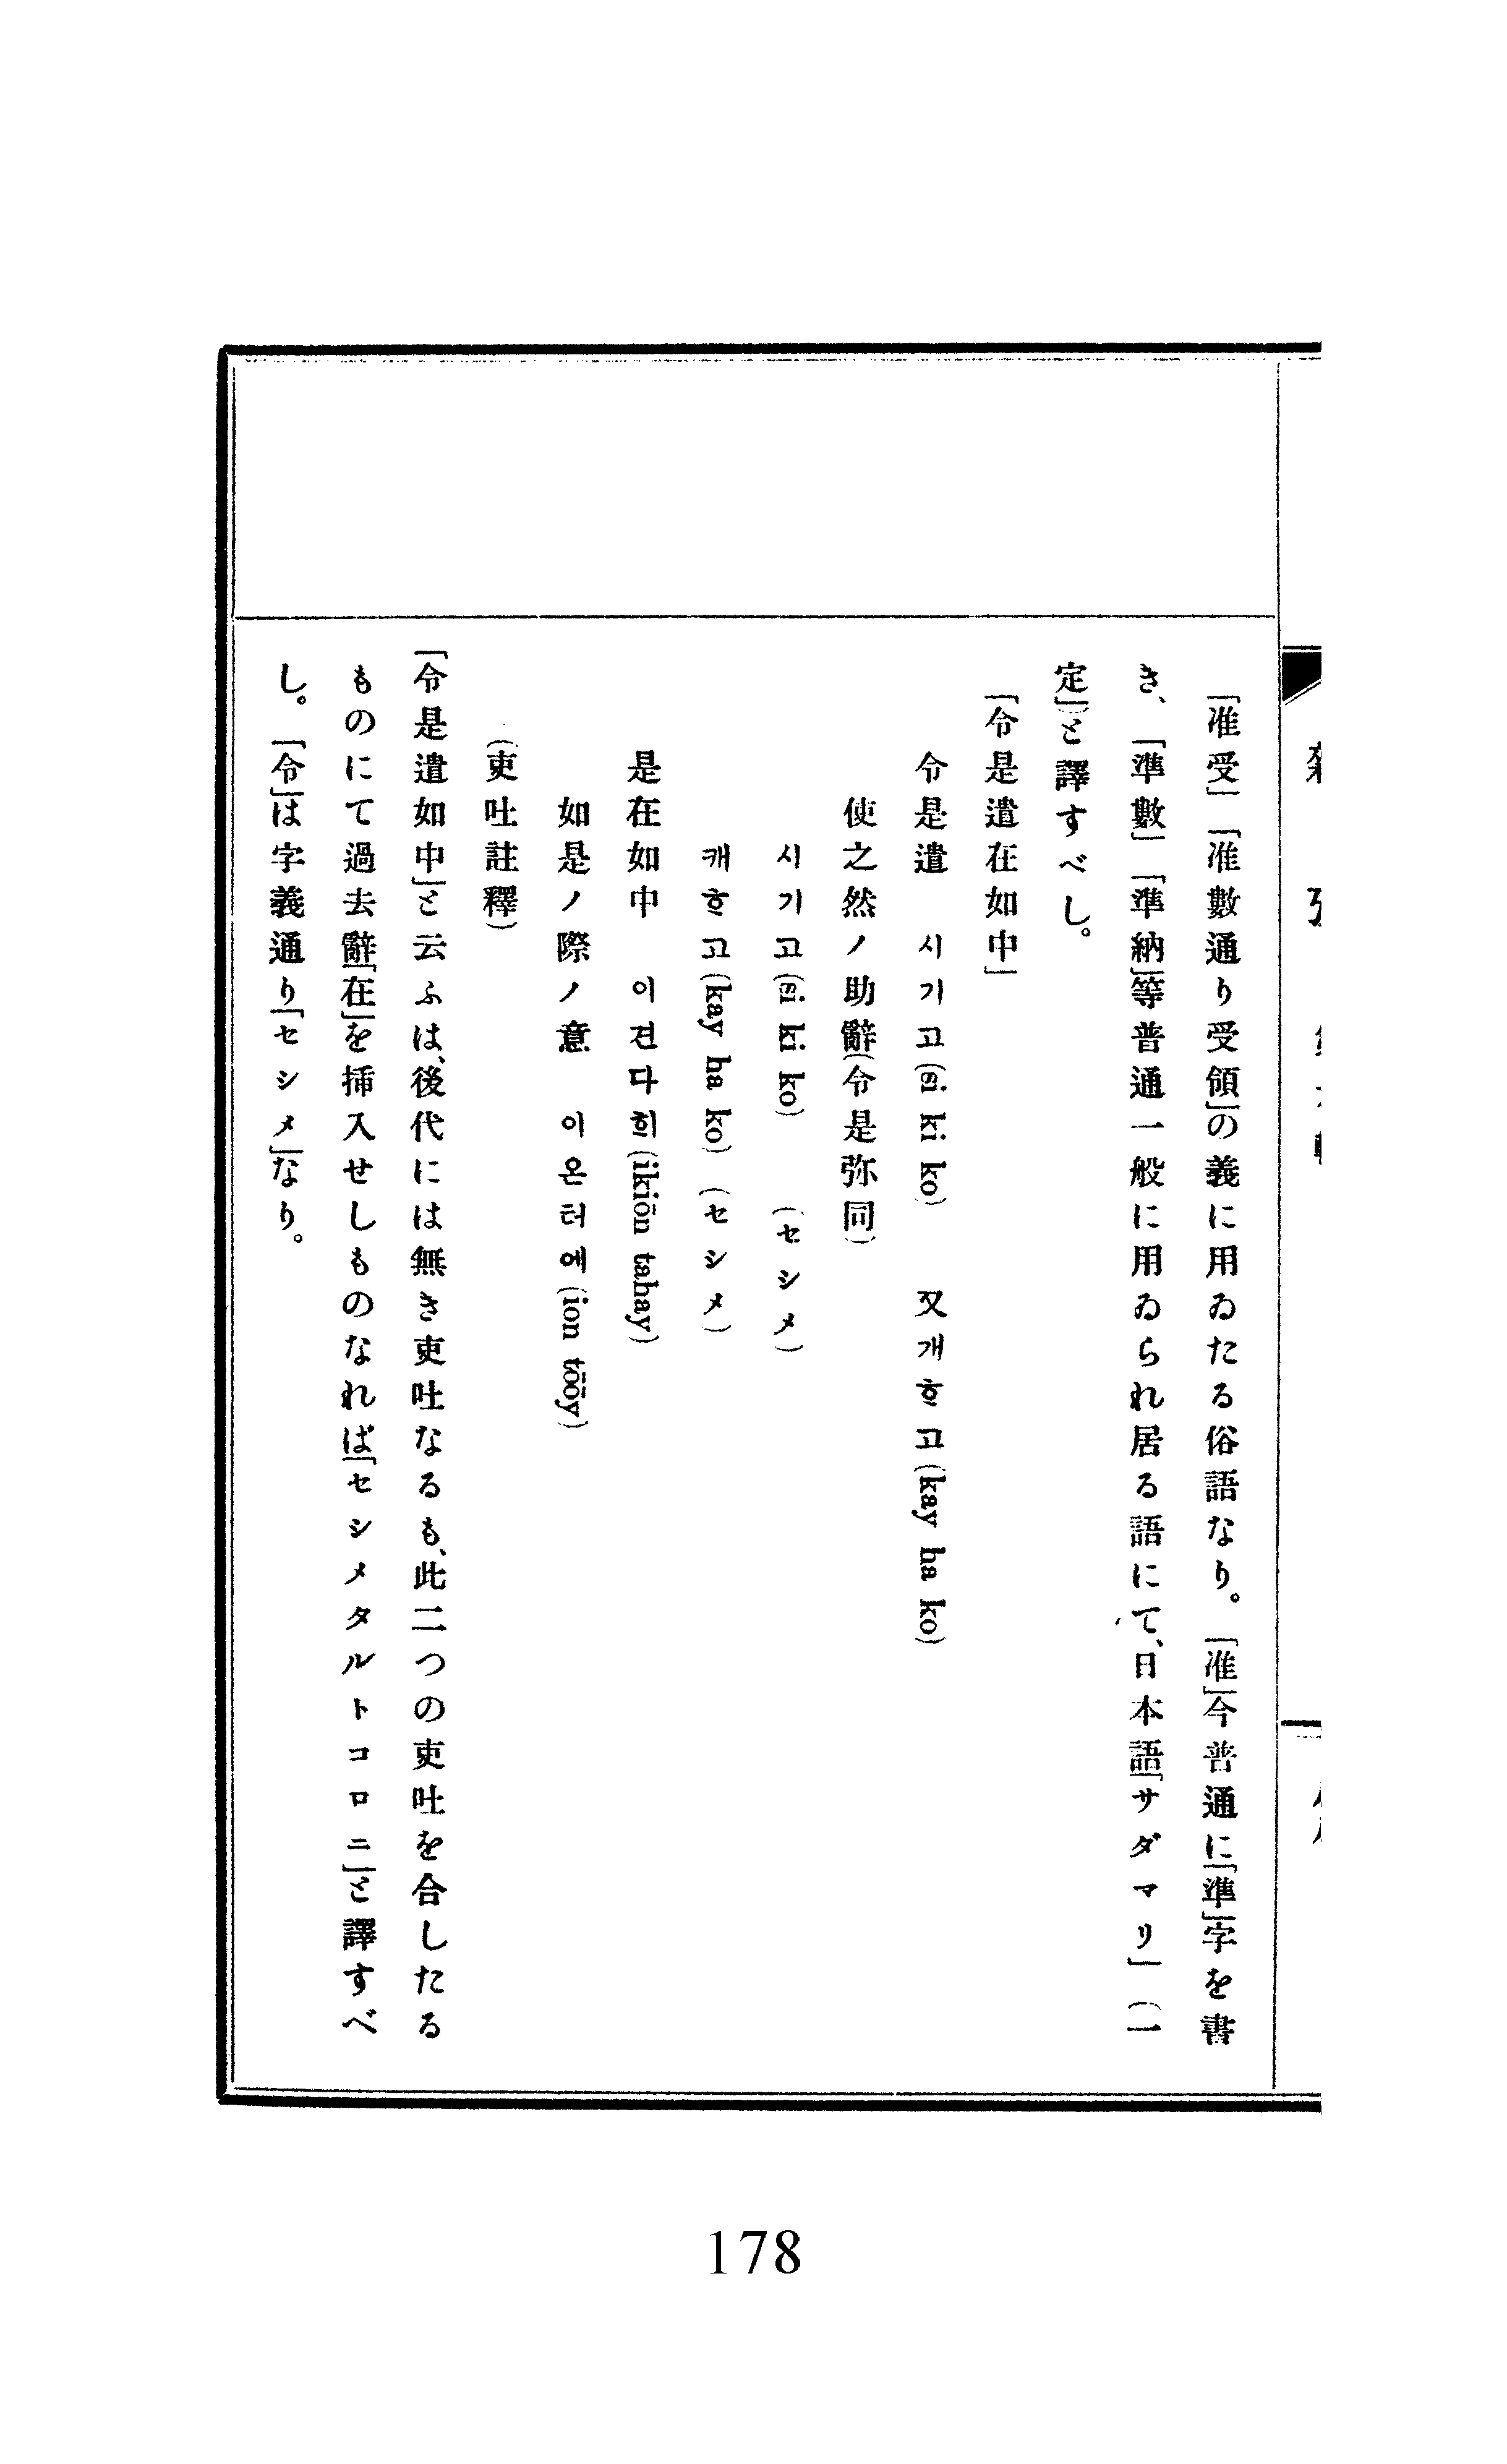 「准受」「准數通り受領」の義に用ゐたる俗語なり。「准」今普通に「準」字を書
き、「準數」「準納」等普通一般に用ゐられ居る語にて、日本語「サダマリ」(一
定」)と譯すべし。
「令是遣在如中」
令是遣 시기고(si ki ko) 又개ᄒᆞ고(kay ha ko)
使之然ノ助辭(令是弥同)
시기고(si ki ko) (セシメ)
캐ᄒᆞ고(kay ha ko) (セシメ)
是在如中 이견다희(ikiön tahay)
如是ノ際ノ意 이온터에(ion tööy)
(吏吐註釋)
「令是遣如中」と云ふは、後代には無き吏吐なるも、此二つの吏吐を合したる
ものにて過去辭「在」を挿入せしものなれば「セシメタルトコロニ」と譯すべ
し。「令」は字義通り「セシメ」なり。
178